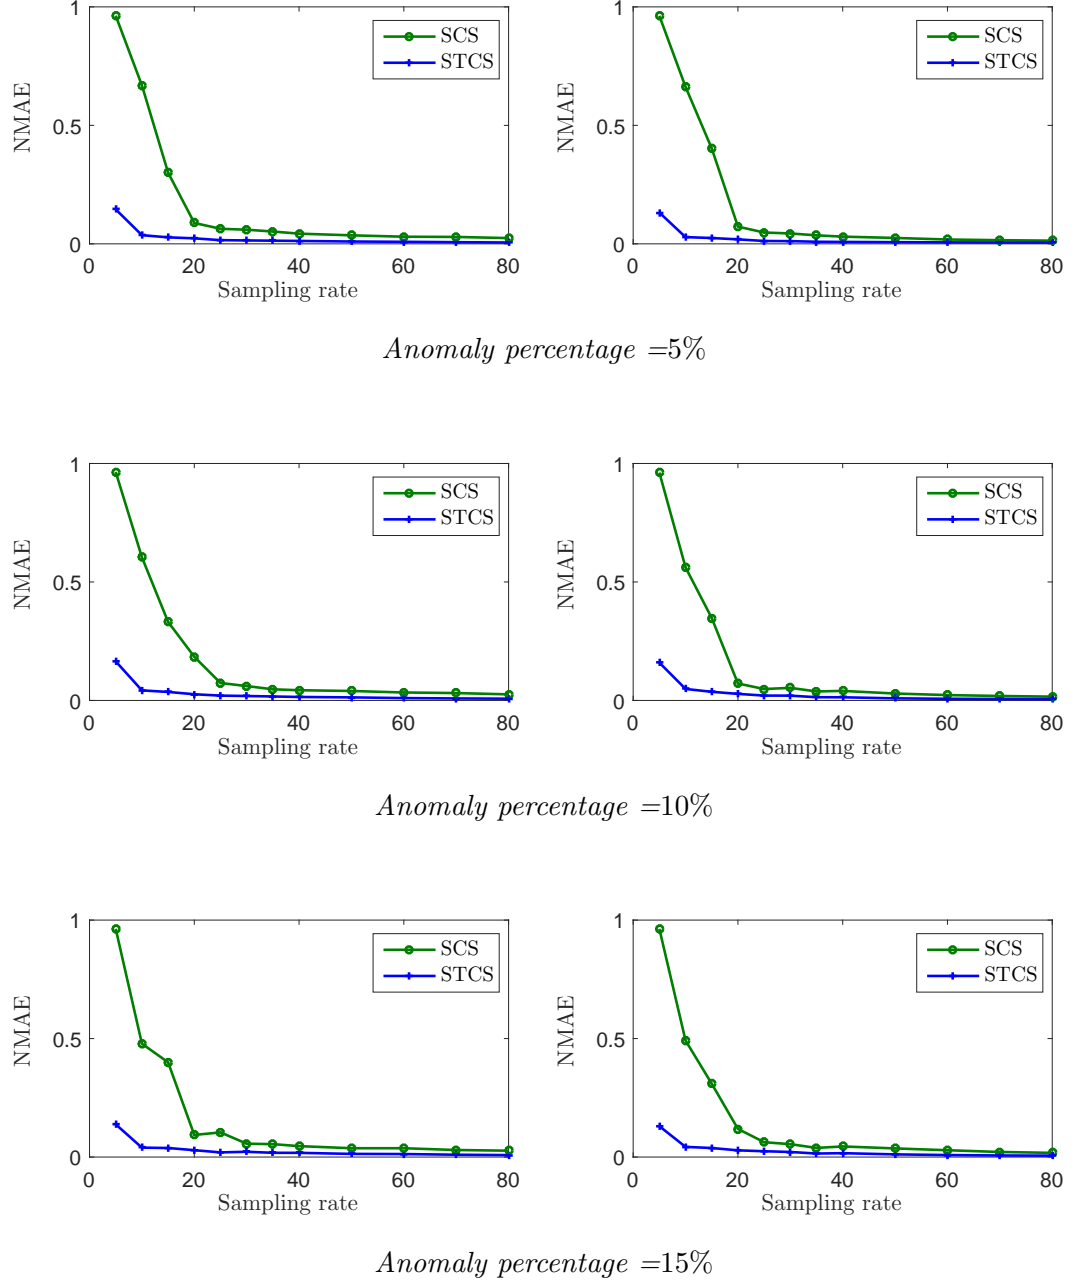 1
0.5
0
NMAE
SCS
STCS
0 20 40 60 80
Sampling rate
1
0.5
0
NMAE
SCS
STCS
0 20 40 60 80
Sampling rate
Anomaly percentage =5%
1
0.5
0
NMAE
SCS
STCS
0 20 40 60 80
Sampling rate
1
0.5
0
NMAE
SCS
STCS
0 20 40 60 80
Sampling rate
Anomaly percentage =10%
1
0.5
0
NMAE
SCS
STCS
0 20 40 60 80
Sampling rate
1
0.5
0
NMAE
SCS
STCS
0 20 40 60 80
Sampling rate
Anomaly percentage =15%